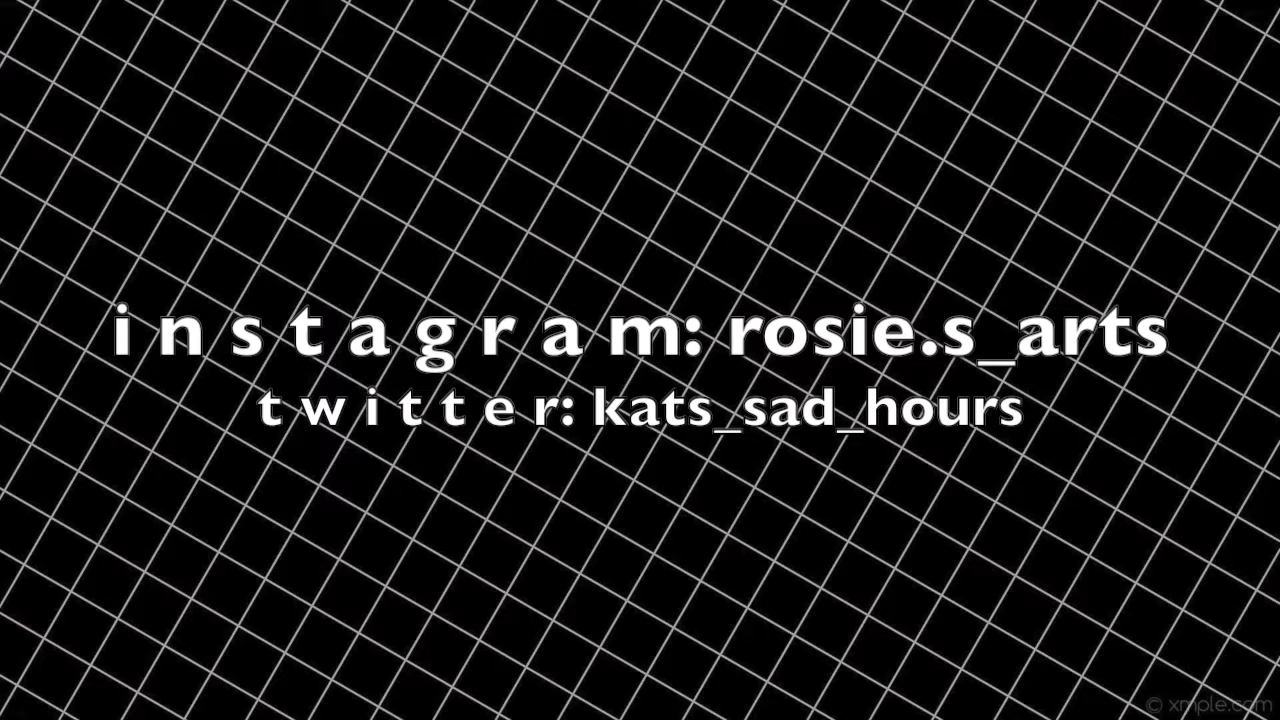 i n s t a g r a m: rosie.s_arts
t w i t t e r: kats_sad_hours
© xmple.com